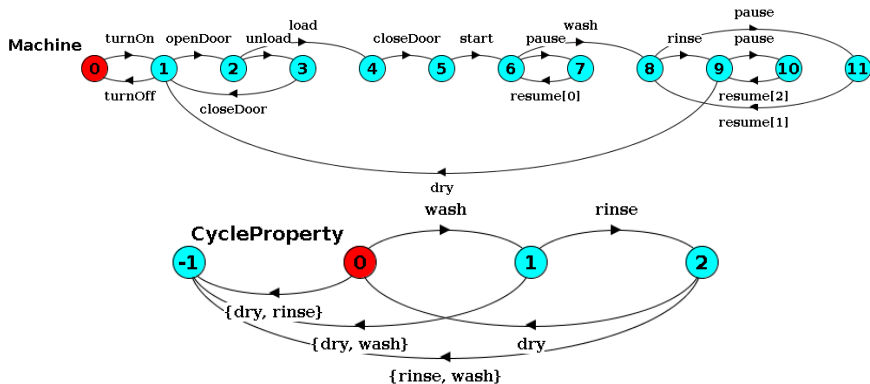 pause
load
wash
turnOn openDoor unload closeDoor start pause rinse pause
Machine
0 1 2 3 4 5 6 7 8 9 10 11
turnOff resume[0] resume[2]
closeDoor
resume[1]
dry
wash rinse
CycleProperty
-1 0 1 2
{dry, rinse}
{dry, wash} dry
{rinse, wash}